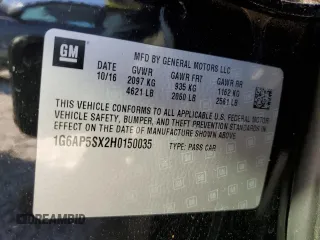 GM
MFD BY GENERAL MOTORS LLC
DATE GVWR GAWR FRT GAWR RR
10/16 2097 KG 935 KG 1162 KG
4621 LB 2060 LB 2561 LB
THIS VEHICLE CONFORMS TO ALL APPLICABLE U.S. FEDERAL MOTOR
VEHICLE SAFETY, BUMPER, AND THEFT PREVENTION STANDARDS
IN EFFECT ON THE DATE OF MANUFACTURE SHOWN ABOVE.
1G6AP5SX2H0150035 TYPE: PASS CAR